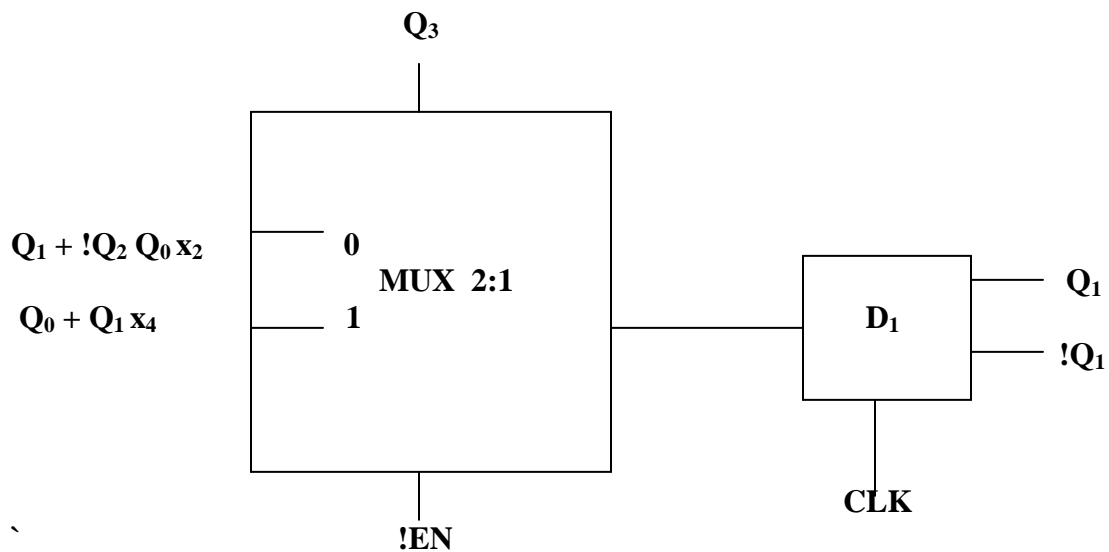 Q₃
Q₁ + !Q₂ Q₀ x₂
0
MUX 2:1
Q₀ + Q₁ x₄
1
D₁
Q₁
!Q₁
CLK
`
!EN